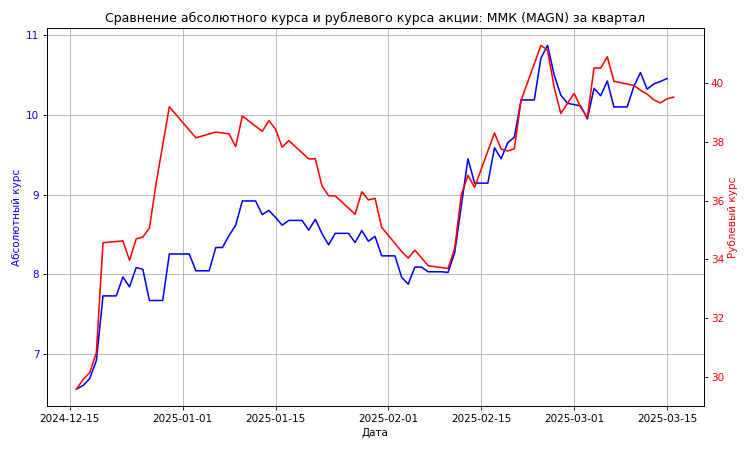 Сравнение абсолютного курса и рублевого курса акции: ММК (MAGN) за квартал
Абсолютный курс
11
10
9
8
7
40
38
36
34
32
30
Рублевый курс
2024-12-15 2025-01-01 2025-01-15 2025-02-01 2025-02-15 2025-03-01 2025-03-15
Дата